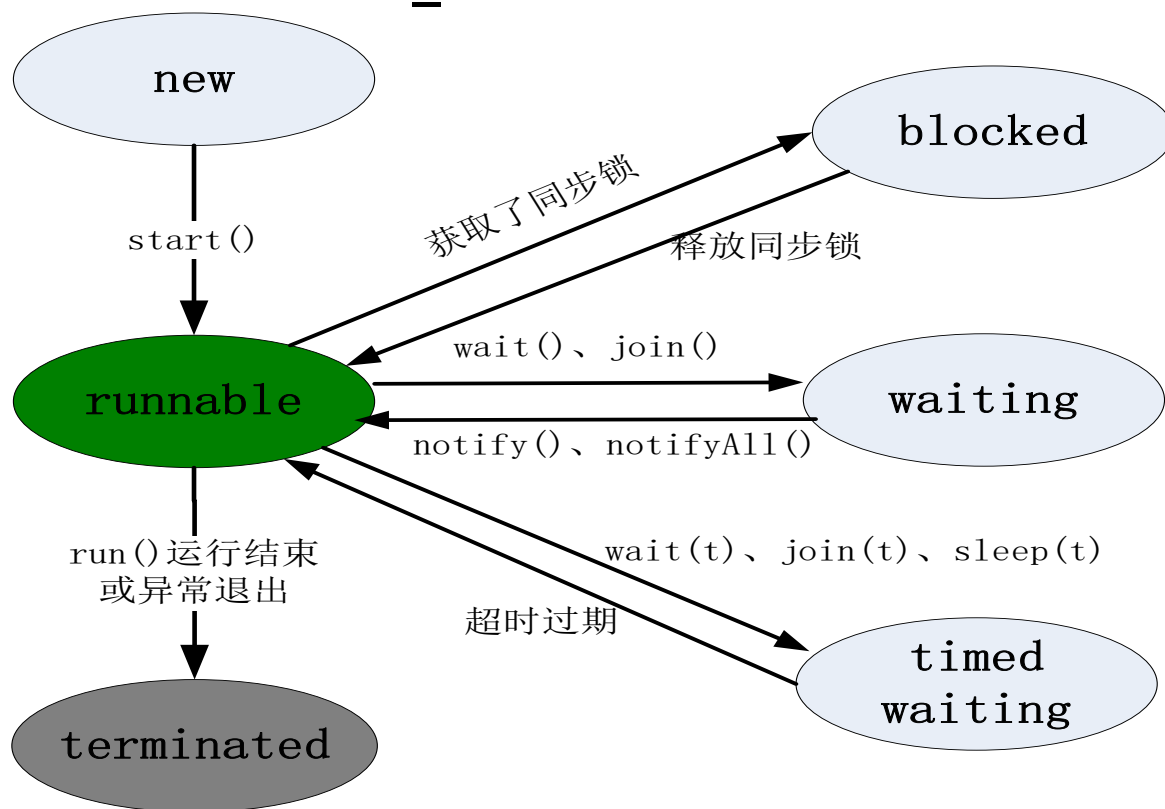 new
blocked
获取了同步锁
start()
释放同步锁
wait()、join()
runnable
waiting
notify()、notifyAll()
run()运行结束
或异常退出
wait(t)、join(t)、sleep(t)
超时过期
timed
waiting
terminated